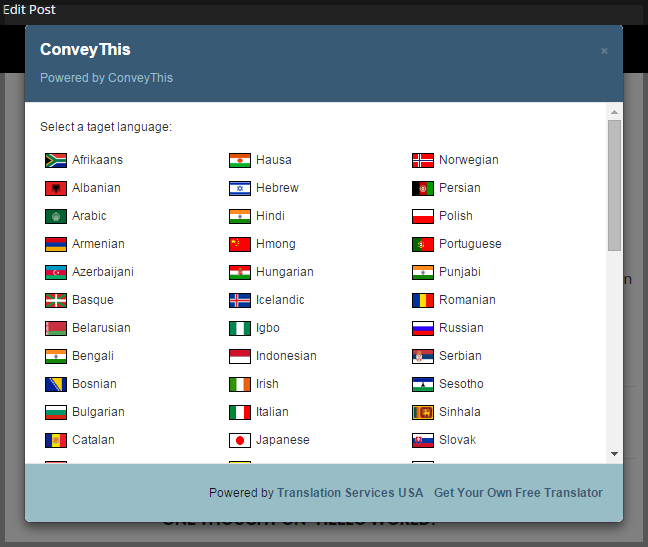 Edit Post
ConveyThis
×
Powered by ConveyThis
Select a taget language:
Afrikaans Hausa Norwegian
Albanian Hebrew Persian
Arabic Hindi Polish
Armenian Hmong Portuguese
Azerbaijani Hungarian Punjabi
Basque Icelandic Romanian
Belarusian Igbo Russian
Bengali Indonesian Serbian
Bosnian Irish Sesotho
Bulgarian Italian Sinhala
Catalan Japanese Slovak
Powered by Translation Services USA Get Your Own Free Translator